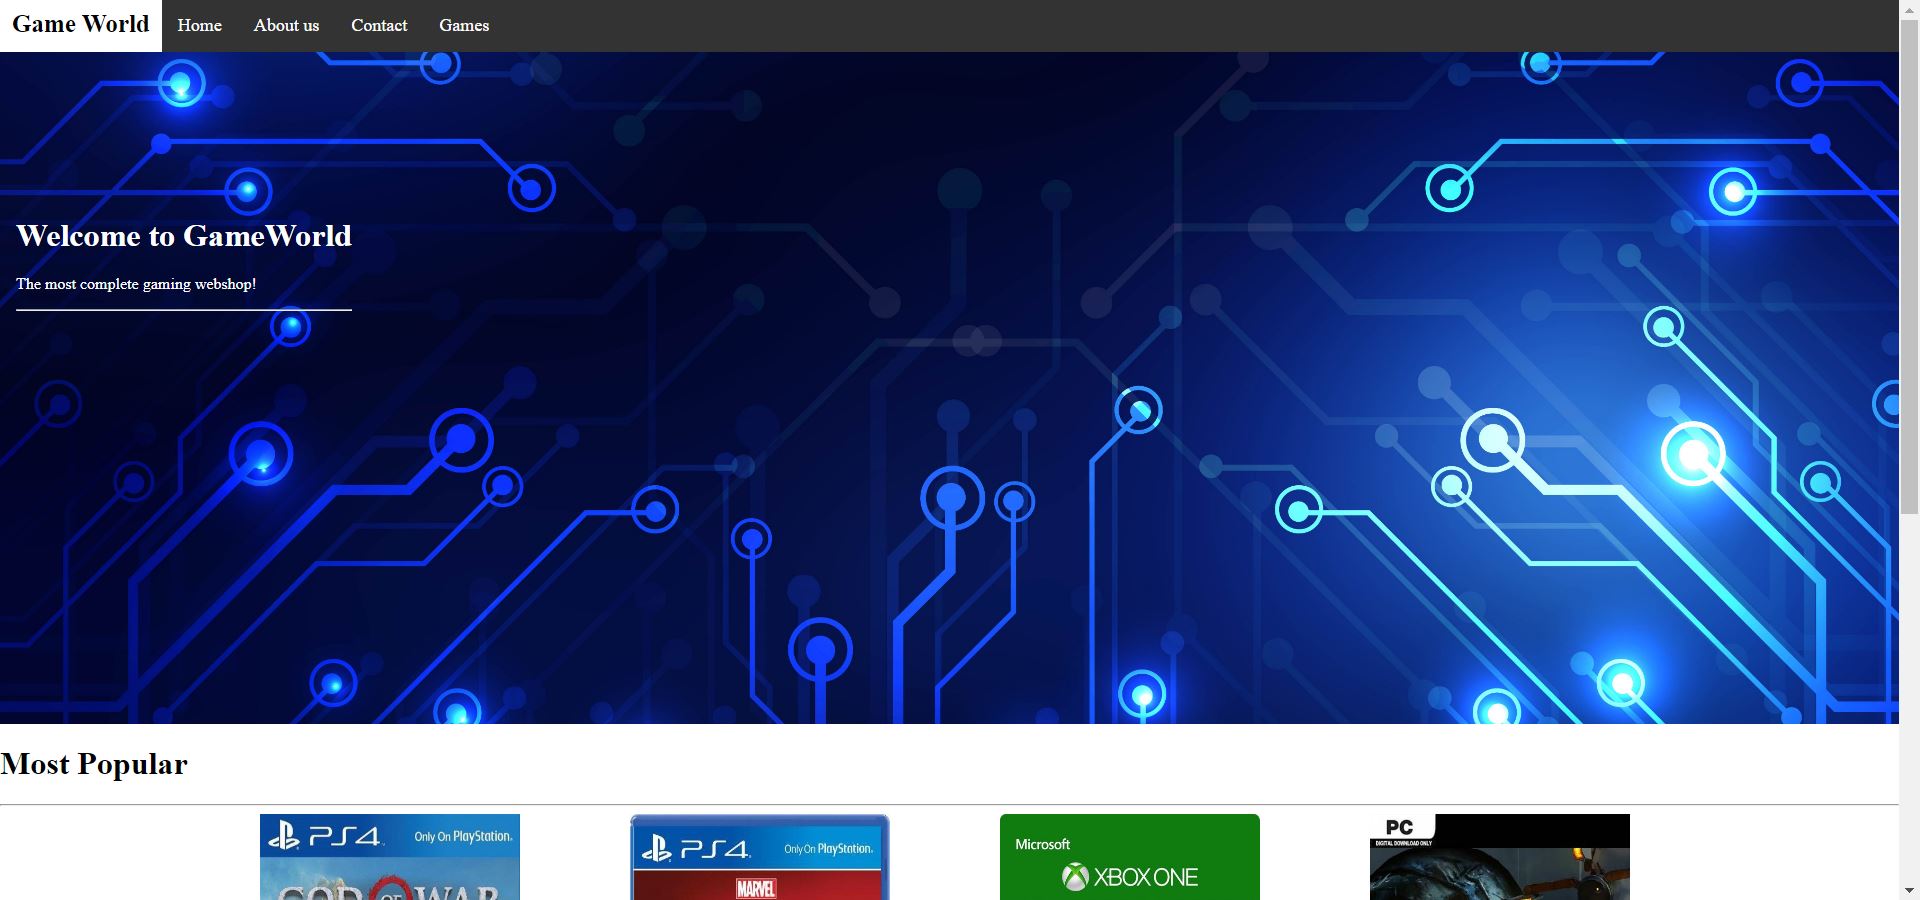 Game World Home About us Contact Games
Welcome to GameWorld
The most complete gaming webshop!
Most Popular
PS4 Only On PlayStation.
GOD OF WAR
PS4 Only On PlayStation.
MARVEL
Microsoft
XBOX ONE
PC
DIGITAL DOWNLOAD ONLY